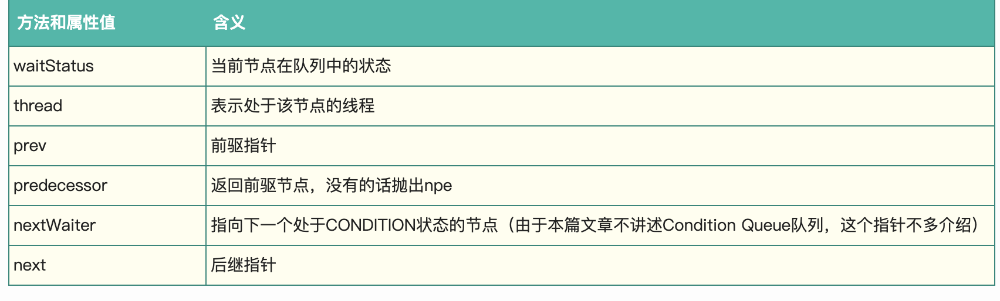 方法和属性值 含义
waitStatus 当前节点在队列中的状态
thread 表示处于该节点的线程
prev 前驱指针
predecessor 返回前驱节点，没有的话抛出npe
nextWaiter 指向下一个处于CONDITION状态的节点（由于本篇文章不讲述Condition Queue队列，这个指针不多介绍）
next 后继指针